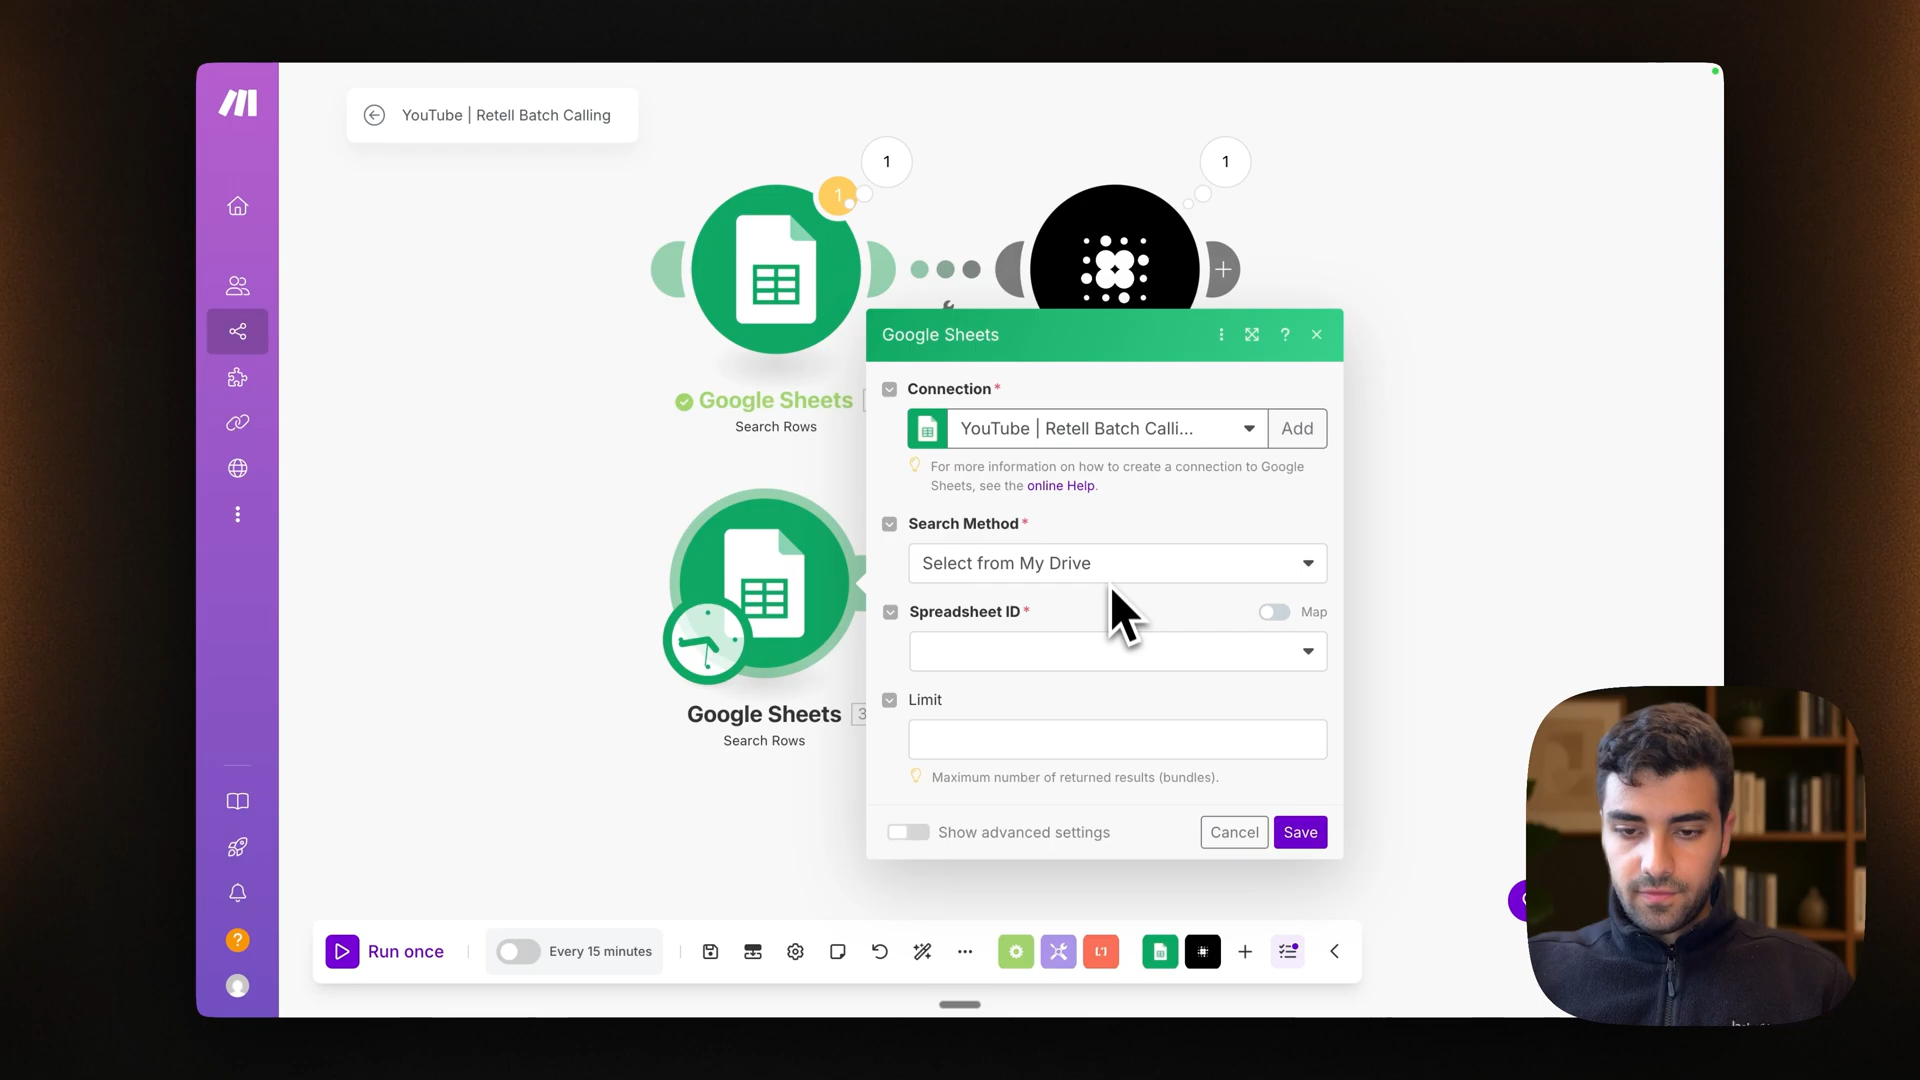 YouTube | Retell Batch Calling
1
1
1
Google Sheets
Search Rows
Google Sheets
?
Connection *
YouTube | Retell Batch Calli...
Add
For more information on how to create a connection to Google
Sheets, see the online Help.
Search Method *
Select from My Drive
Spreadsheet ID *
Map
Limit
Maximum number of returned results (bundles).
Show advanced settings
Cancel
Save
Google Sheets
3
Search Rows
?
Run once
Every 15 minutes